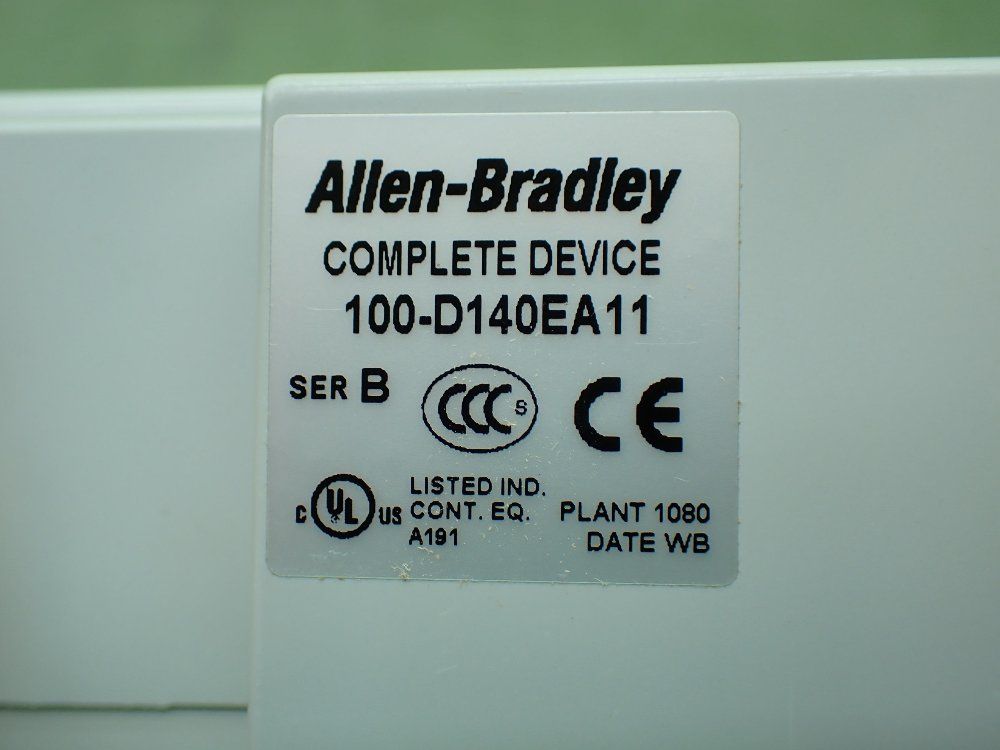 Allen-Bradley
COMPLETE DEVICE
100-D140EA11
SER B
CCC S
CE
C UL US
LISTED IND.
CONT. EQ.
A191
PLANT 1080
DATE WB